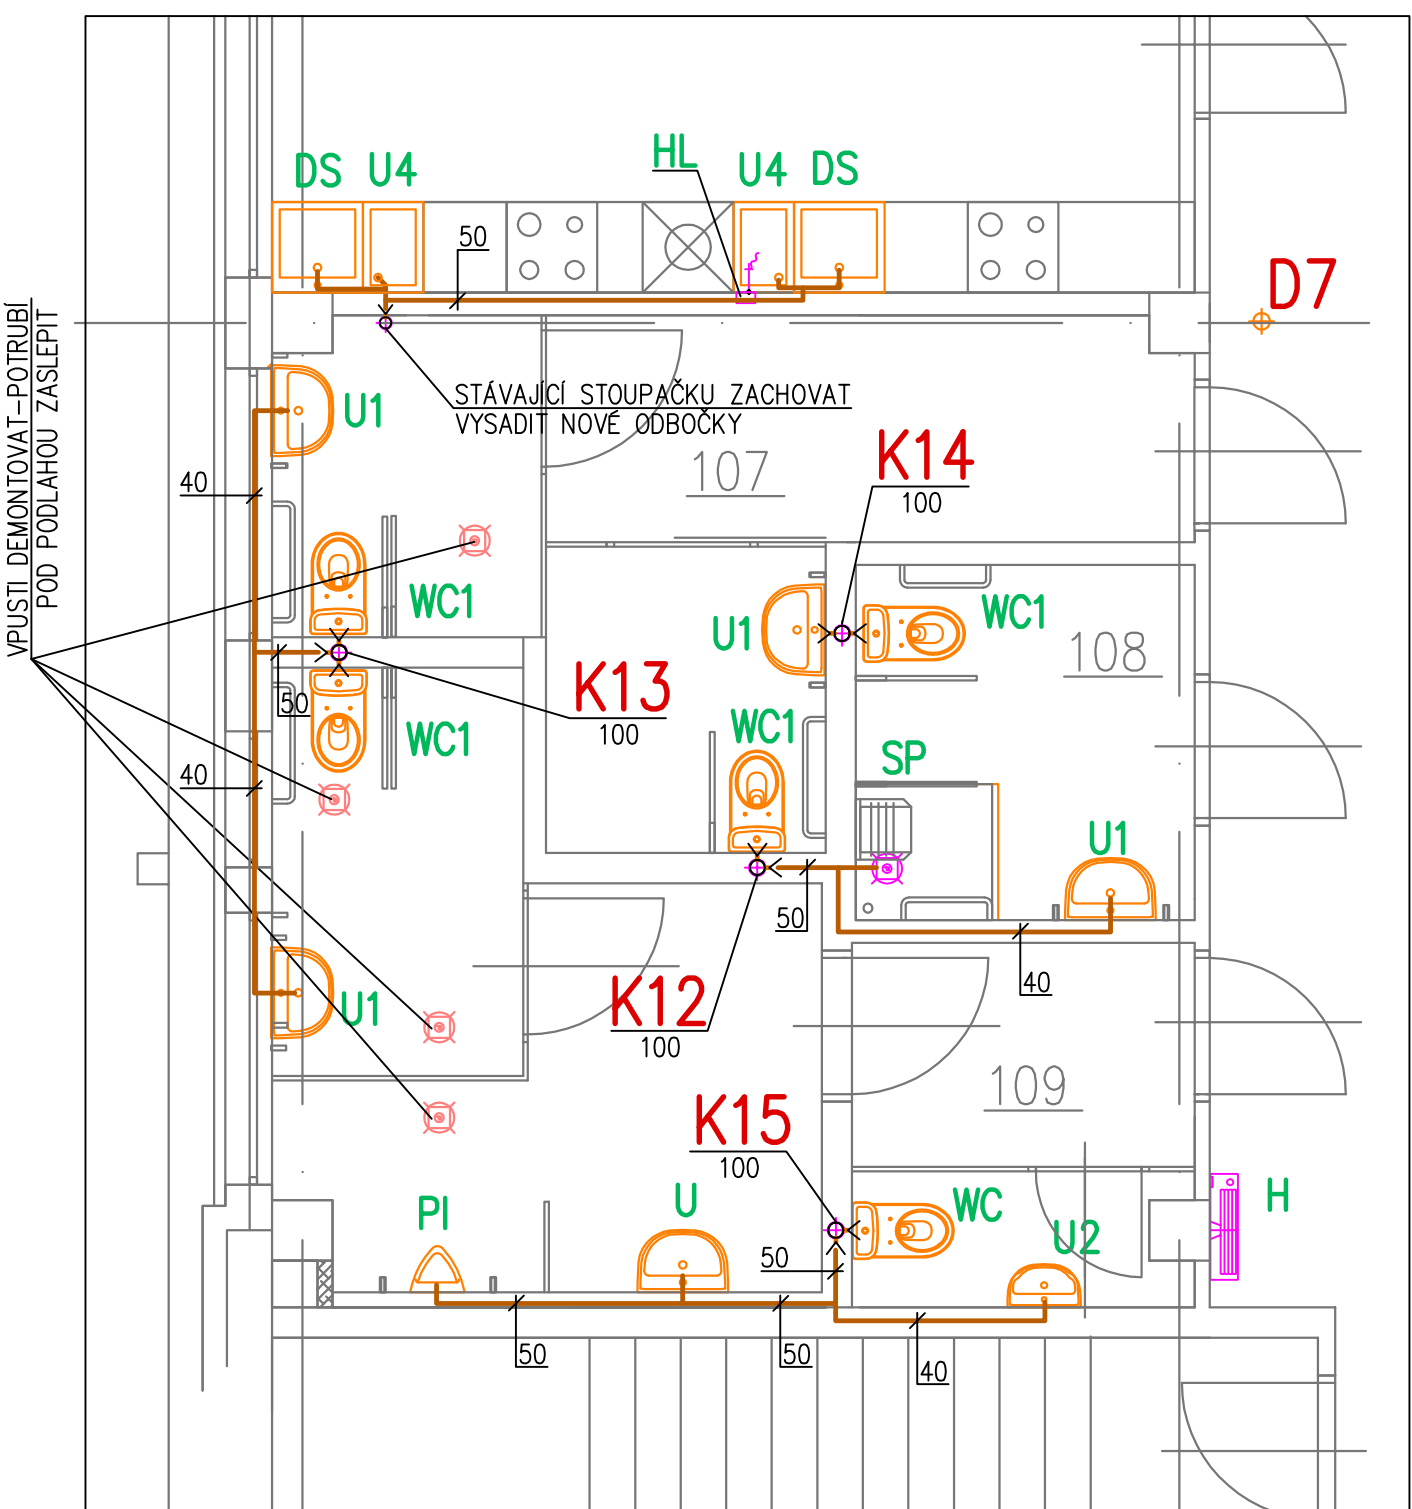 HL
DS U4
U4 DS
50
D7
VPUSTI DEMONTOVAT-POTRUBÍ
POD PODLAHOU ZASLEPIT
U1
STÁVAJÍCÍ STOUPAČKU ZACHOVAT
VYSADIT NOVÉ ODBOČKY
K14
100
107
40
WC1
U1
WC1
108
K13
100
50
WC1
WC1
SP
40
U1
50
40
U1
K12
100
109
K15
100
PI
U
WC
U2
H
50
50
50
40